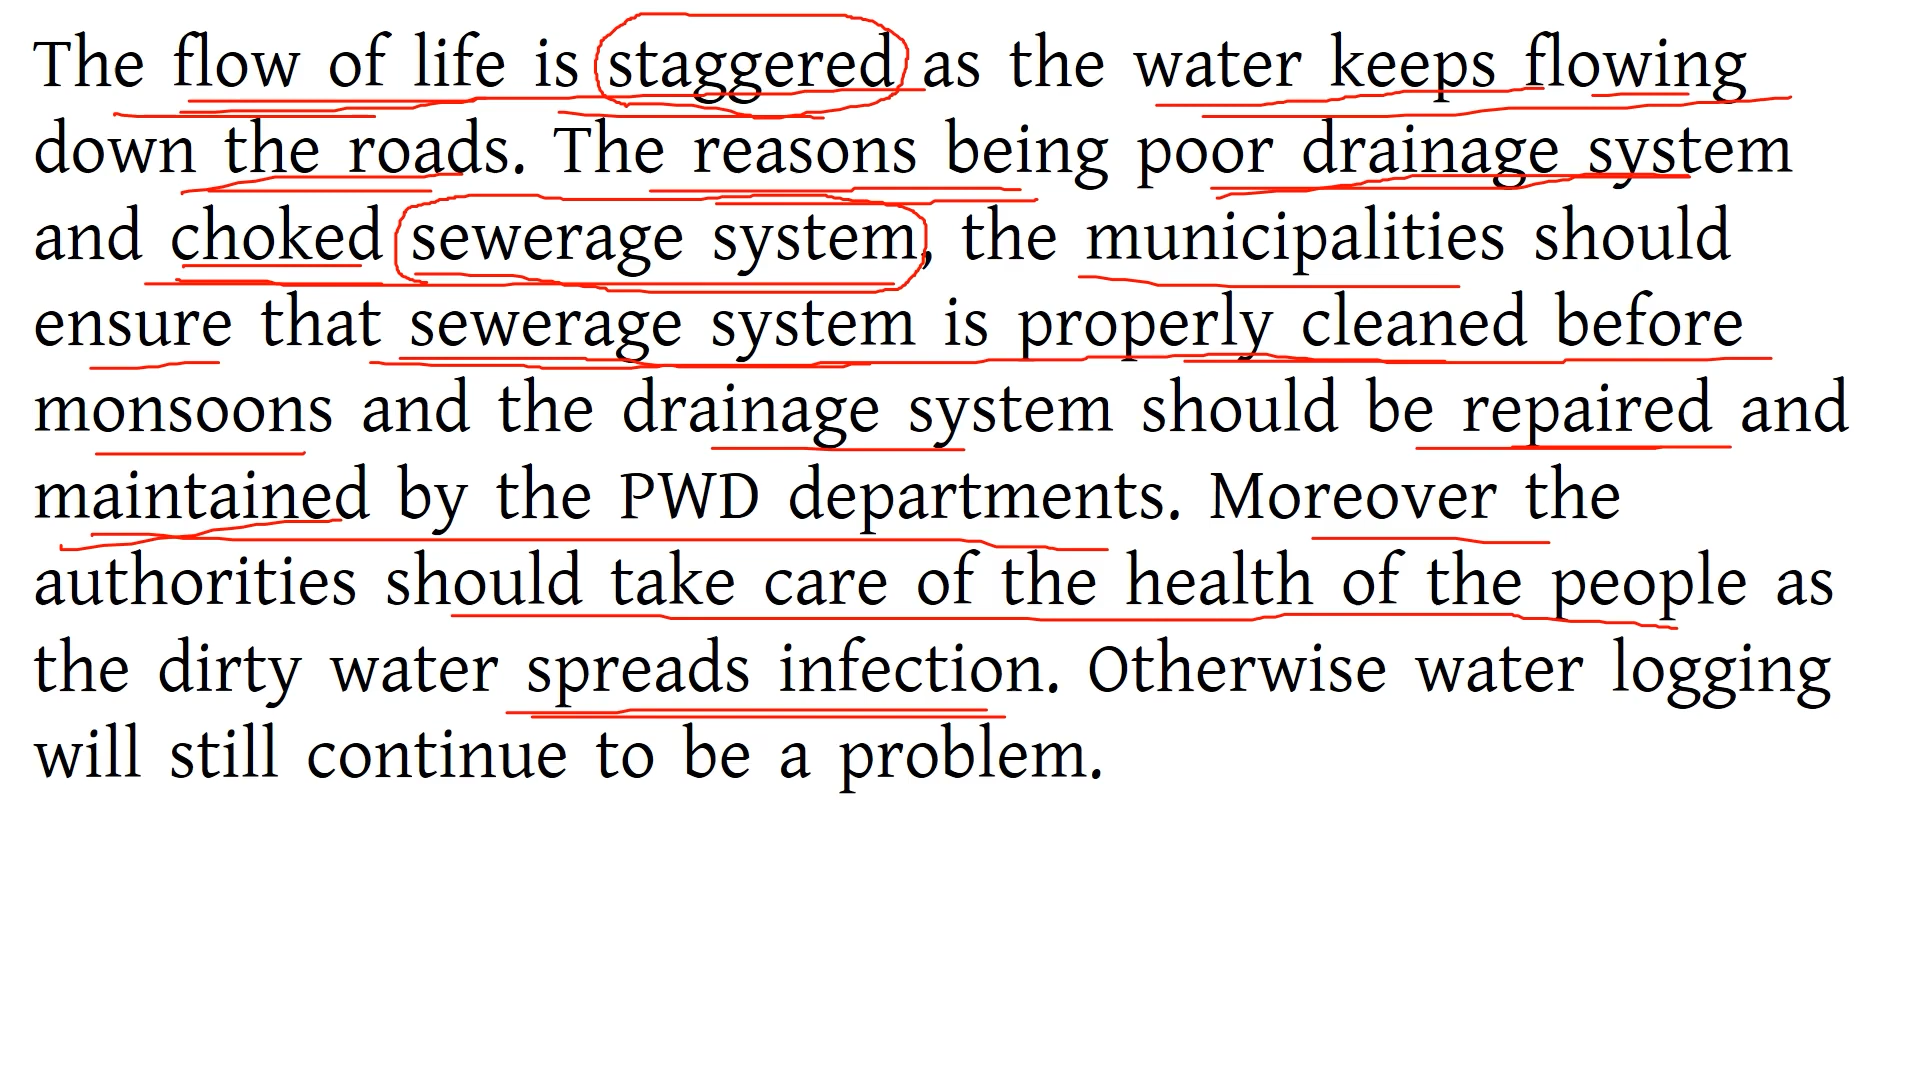 The flow of life is staggered as the water keeps flowing
down the roads. The reasons being poor drainage system
and choked sewerage system, the municipalities should
ensure that sewerage system is properly cleaned before
monsoons and the drainage system should be repaired and
maintained by the PWD departments. Moreover the
authorities should take care of the health of the people as
the dirty water spreads infection. Otherwise water logging
will still continue to be a problem.